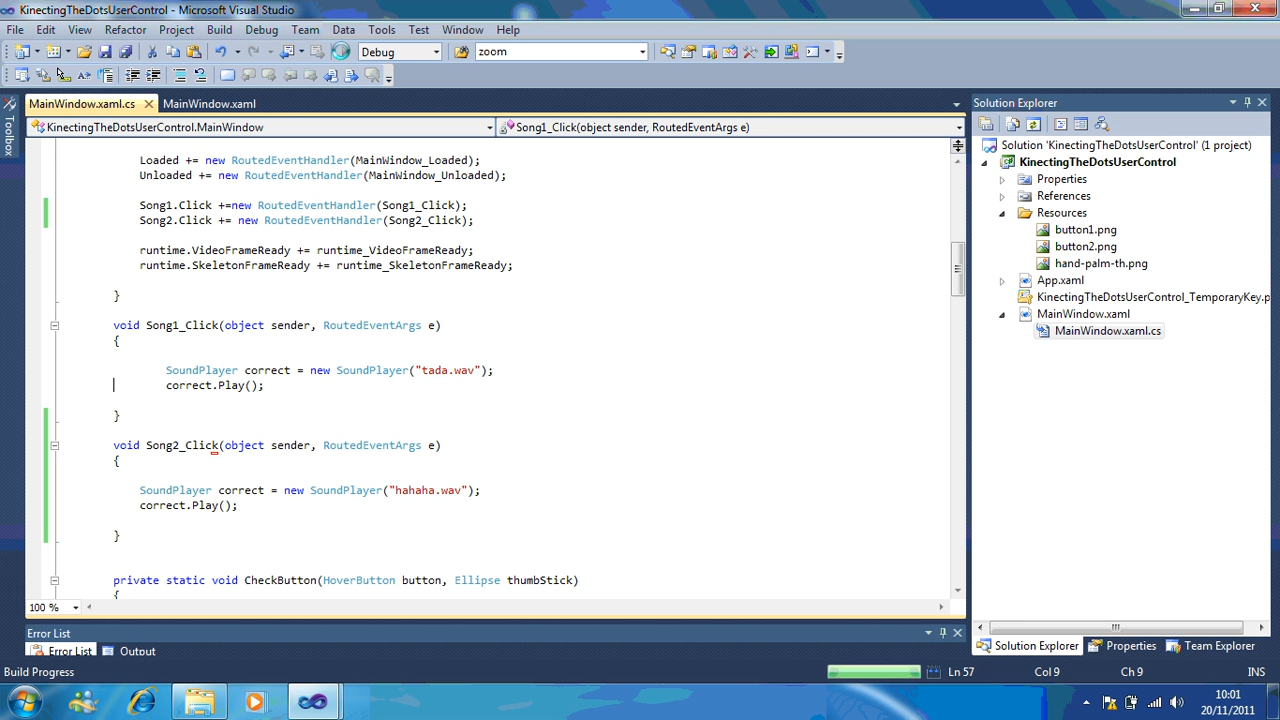 KinectingTheDotsUserControl - Microsoft Visual Studio
File Edit View Refactor Project Build Debug Team Data Tools Test Window Help
Debug zoom
MainWindow.xaml.cs MainWindow.xaml
KinectingTheDotsUserControl.MainWindow Song1_Click(object sender, RoutedEventArgs e)
Toolbox
Loaded += new RoutedEventHandler(MainWindow_Loaded);
Unloaded += new RoutedEventHandler(MainWindow_Unloaded);
Song1.Click +=new RoutedEventHandler(Song1_Click);
Song2.Click += new RoutedEventHandler(Song2_Click);
runtime.VideoFrameReady += runtime_VideoFrameReady;
runtime.SkeletonFrameReady += runtime_SkeletonFrameReady;
}
void Song1_Click(object sender, RoutedEventArgs e)
{
SoundPlayer correct = new SoundPlayer("tada.wav");
correct.Play();
}
void Song2_Click(object sender, RoutedEventArgs e)
{
SoundPlayer correct = new SoundPlayer("hahaha.wav");
correct.Play();
}
private static void CheckButton(HoverButton button, Ellipse thumbStick)
{
100 %
Solution Explorer
Solution 'KinectingTheDotsUserControl' (1 project)
KinectingTheDotsUserControl
Properties
References
Resources
button1.png
button2.png
hand-palm-th.png
App.xaml
KinectingTheDotsUserControl_TemporaryKey.p
MainWindow.xaml
MainWindow.xaml.cs
Solution Explorer Properties Team Explorer
Error List
Error List Output
Build Progress Ln 57 Col 9 Ch 9 INS
10:01
20/11/2011